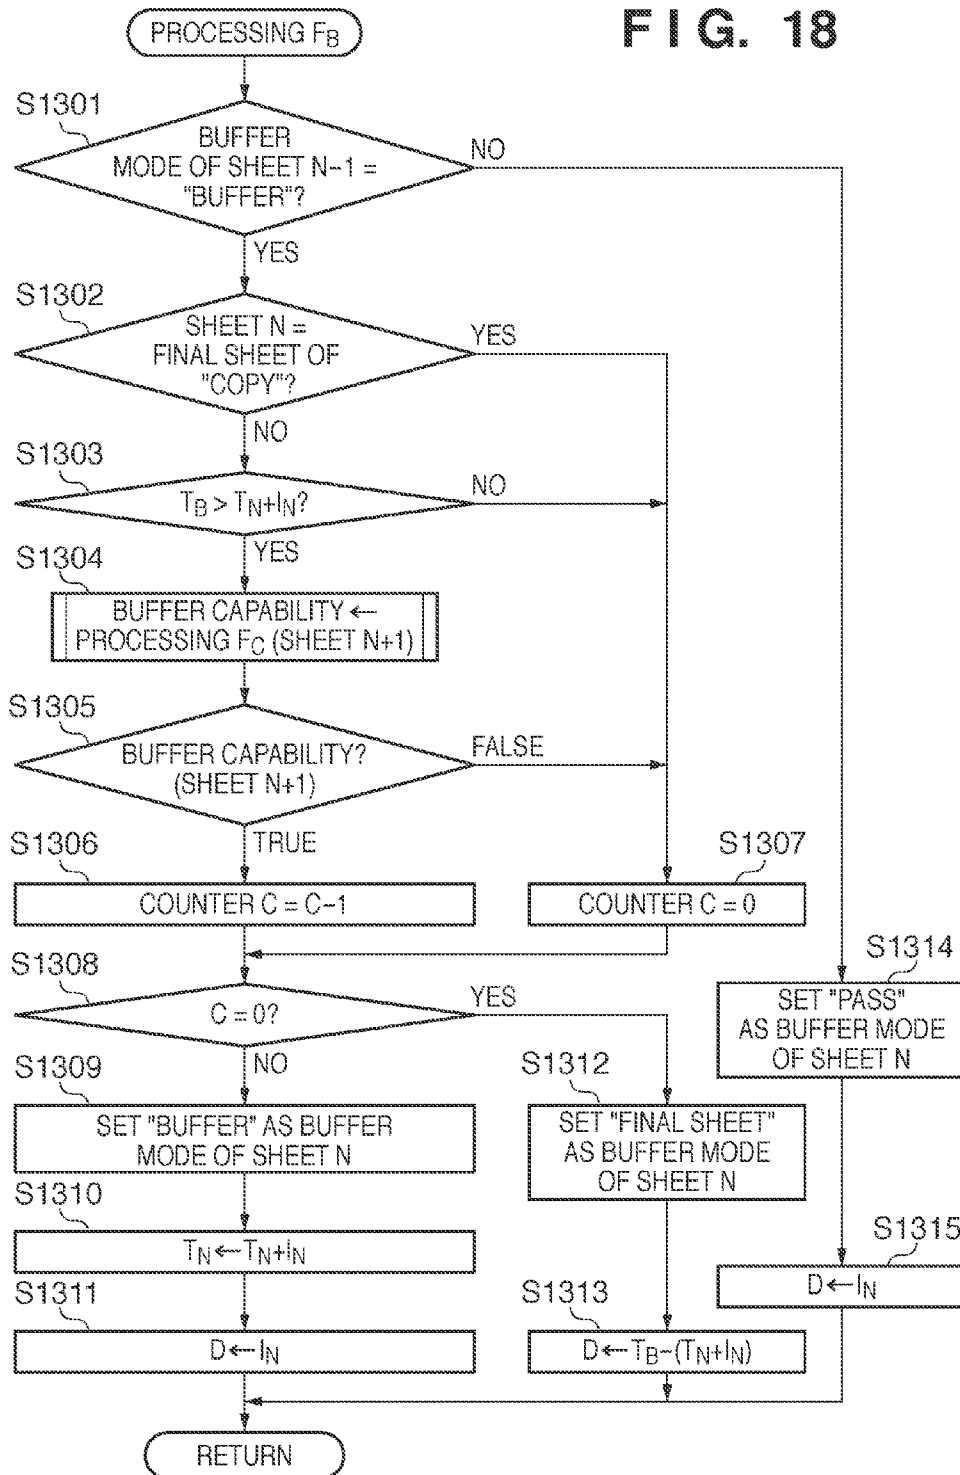 FIG. 18
PROCESSING FB
S1301
BUFFER
MODE OF SHEET N−1 =
"BUFFER"?
NO
YES
S1302
SHEET N =
FINAL SHEET OF
"COPY"?
YES
NO
S1303
TB > TN+IN?
NO
YES
S1304
BUFFER CAPABILITY ←
PROCESSING FC (SHEET N+1)
S1305
BUFFER CAPABILITY?
(SHEET N+1)
FALSE
TRUE
S1306
COUNTER C = C−1
S1307
COUNTER C = 0
S1308
C = 0?
YES
NO
S1309
SET "BUFFER" AS BUFFER
MODE OF SHEET N
S1310
TN ← TN+IN
S1311
D ← IN
S1312
SET "FINAL SHEET"
AS BUFFER MODE
OF SHEET N
S1313
D ← TB−(TN+IN)
S1314
SET "PASS"
AS BUFFER MODE
OF SHEET N
S1315
D ← IN
RETURN